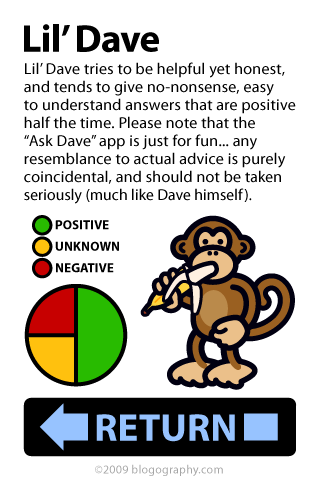 Lil’ Dave
Lil’ Dave tries to be helpful yet honest,
and tends to give no-nonsense, easy
to understand answers that are positive
half the time. Please note that the
“Ask Dave” app is just for fun... any
resemblance to actual advice is purely
coincidental, and should not be taken
seriously (much like Dave himself).
POSITIVE
UNKNOWN
NEGATIVE
RETURN
©2009 blogography.com